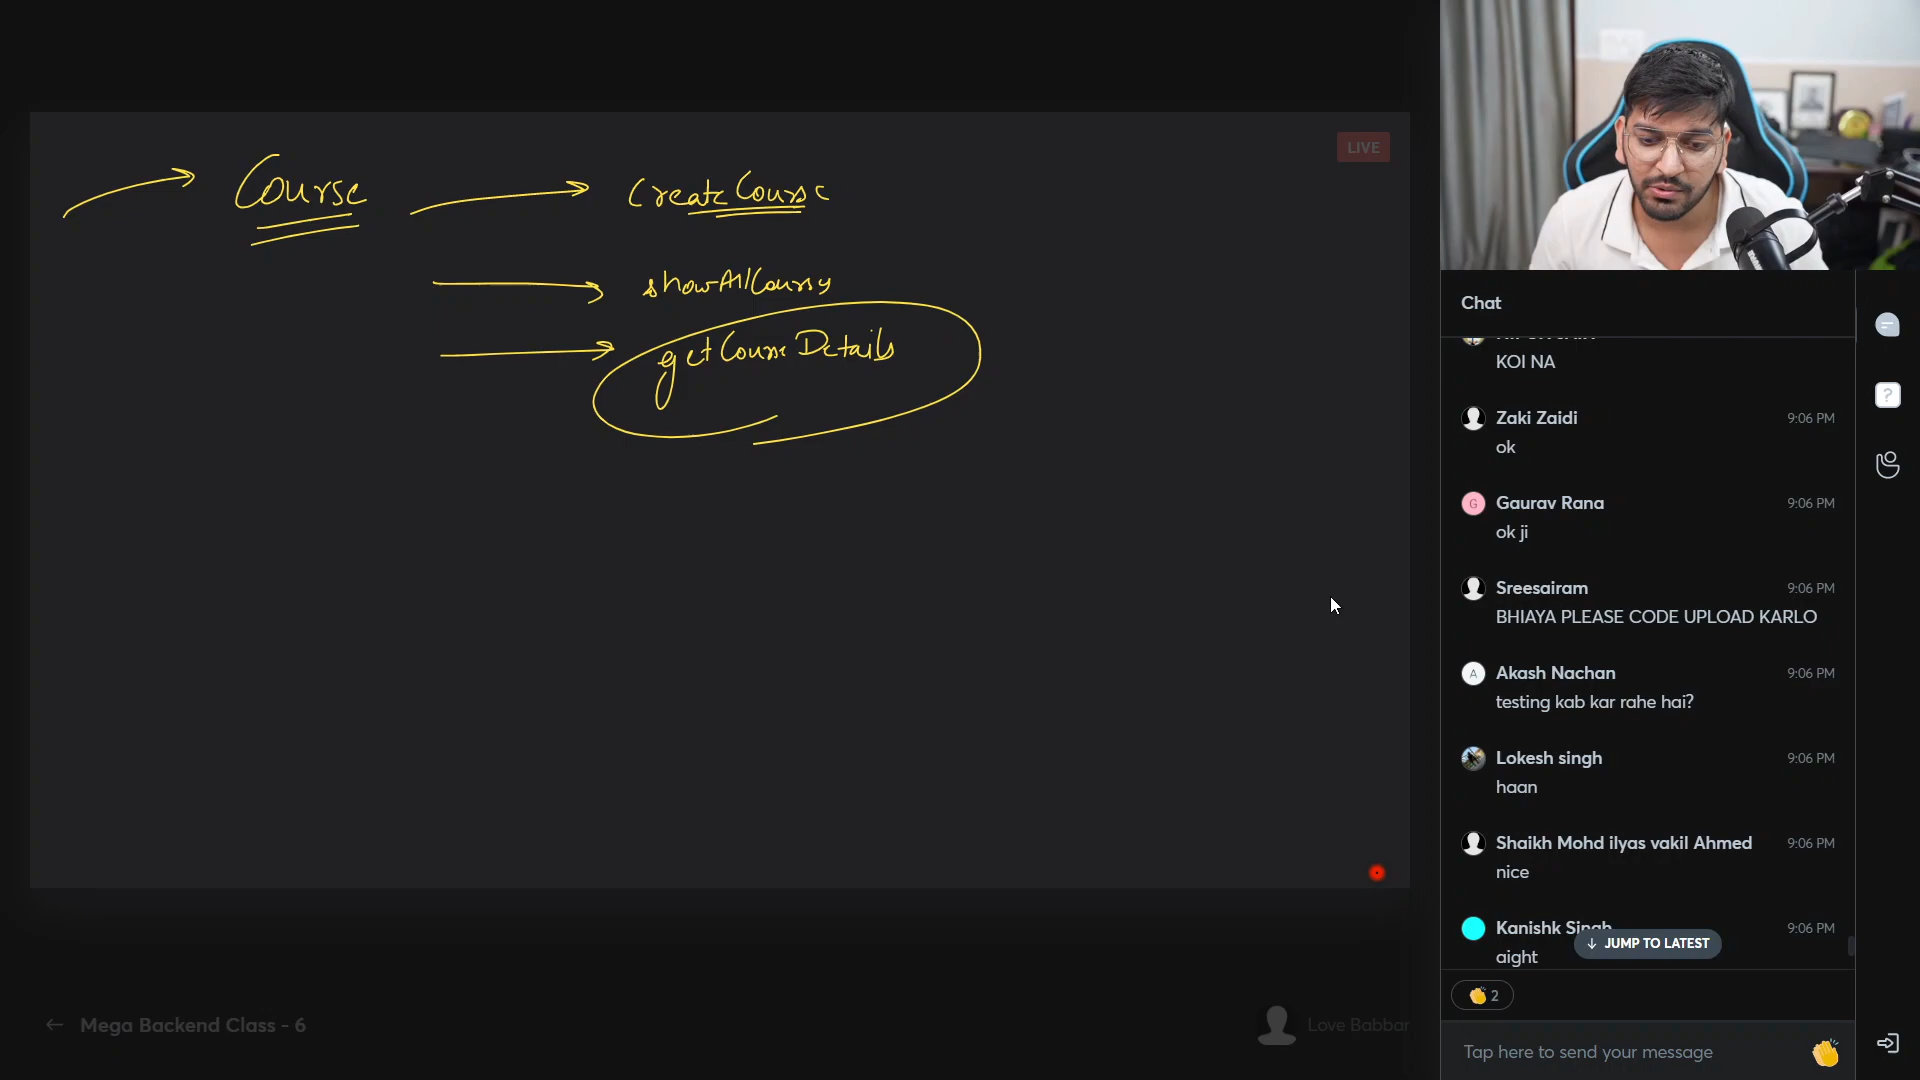 Course
CreateCourse
showAllCourses
getCourseDetails
LIVE
Mega Backend Class - 6
Love Babbar
Chat
KOI NA
Zaki Zaidi 9:06 PM
ok
Gaurav Rana 9:06 PM
G
ok ji
Sreesairam 9:06 PM
BHIAYA PLEASE CODE UPLOAD KARLO
Akash Nachan 9:06 PM
A
testing kab kar rahe hai?
Lokesh singh 9:06 PM
haan
Shaikh Mohd ilyas vakil Ahmed 9:06 PM
nice
Kanishk Singh 9:06 PM
JUMP TO LATEST
aight
2
Tap here to send your message